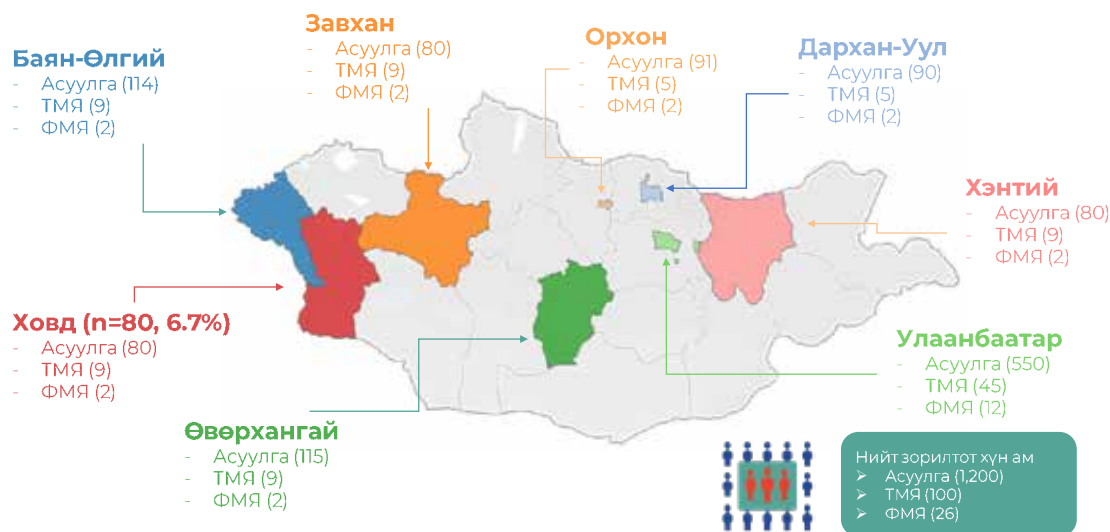 Баян-Өлгий
- Асуулга (114)
- ТМЯ (9)
- ФМЯ (2)
Завхан
- Асуулга (80)
- ТМЯ (9)
- ФМЯ (2)
Орхон
- Асуулга (91)
- ТМЯ (5)
- ФМЯ (2)
Дархан-Уул
- Асуулга (90)
- ТМЯ (5)
- ФМЯ (2)
Хэнтий
- Асуулга (80)
- ТМЯ (9)
- ФМЯ (2)
Ховд (n=80, 6.7%)
- Асуулга (80)
- ТМЯ (9)
- ФМЯ (2)
Улаанбаатар
- Асуулга (550)
- ТМЯ (45)
- ФМЯ (12)
Өвөрхангай
- Асуулга (115)
- ТМЯ (9)
- ФМЯ (2)
Нийт зорилтот хүн ам
➢ Асуулга (1,200)
➢ ТМЯ (100)
➢ ФМЯ (26)